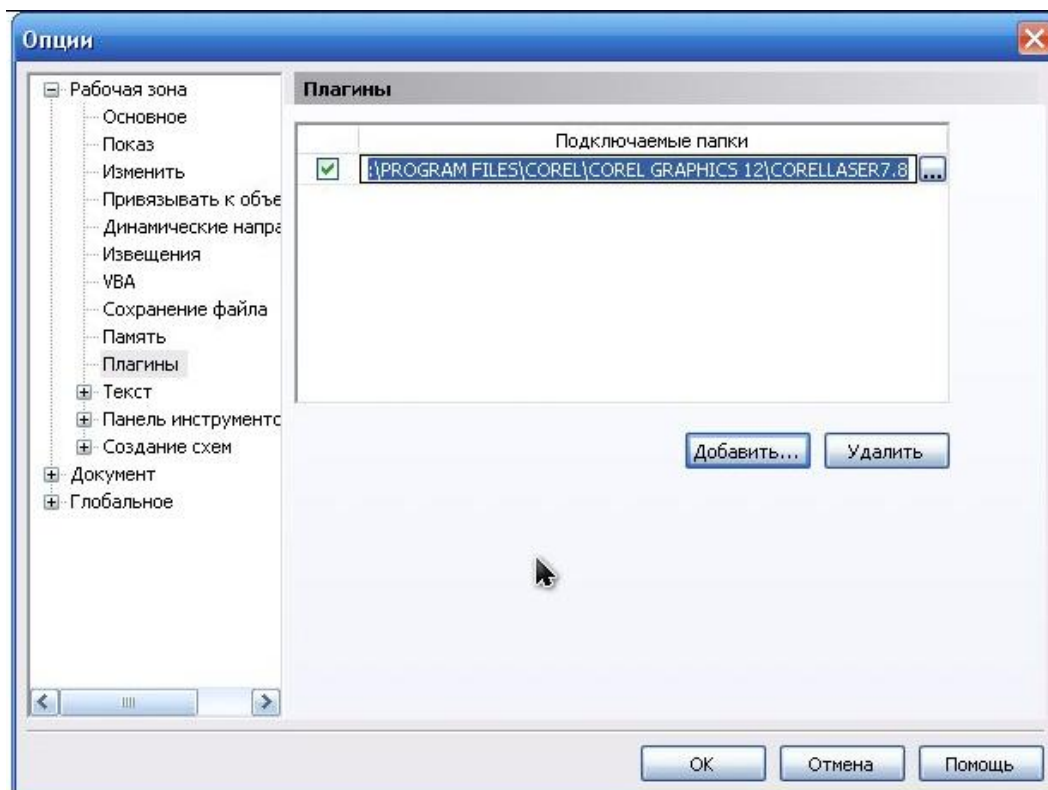 Опции
Рабочая зона
Основное
Показ
Изменить
Привязывать к объе
Динамические напра
Извещения
VBA
Сохранение файла
Память
Плагины
Текст
Панель инструментс
Создание схем
Документ
Глобальное
Плагины
Подключаемые папки
:\PROGRAM FILES\COREL\COREL GRAPHICS 12\CORELLASER7.8
...
Добавить...
Удалить
OK
Отмена
Помощь